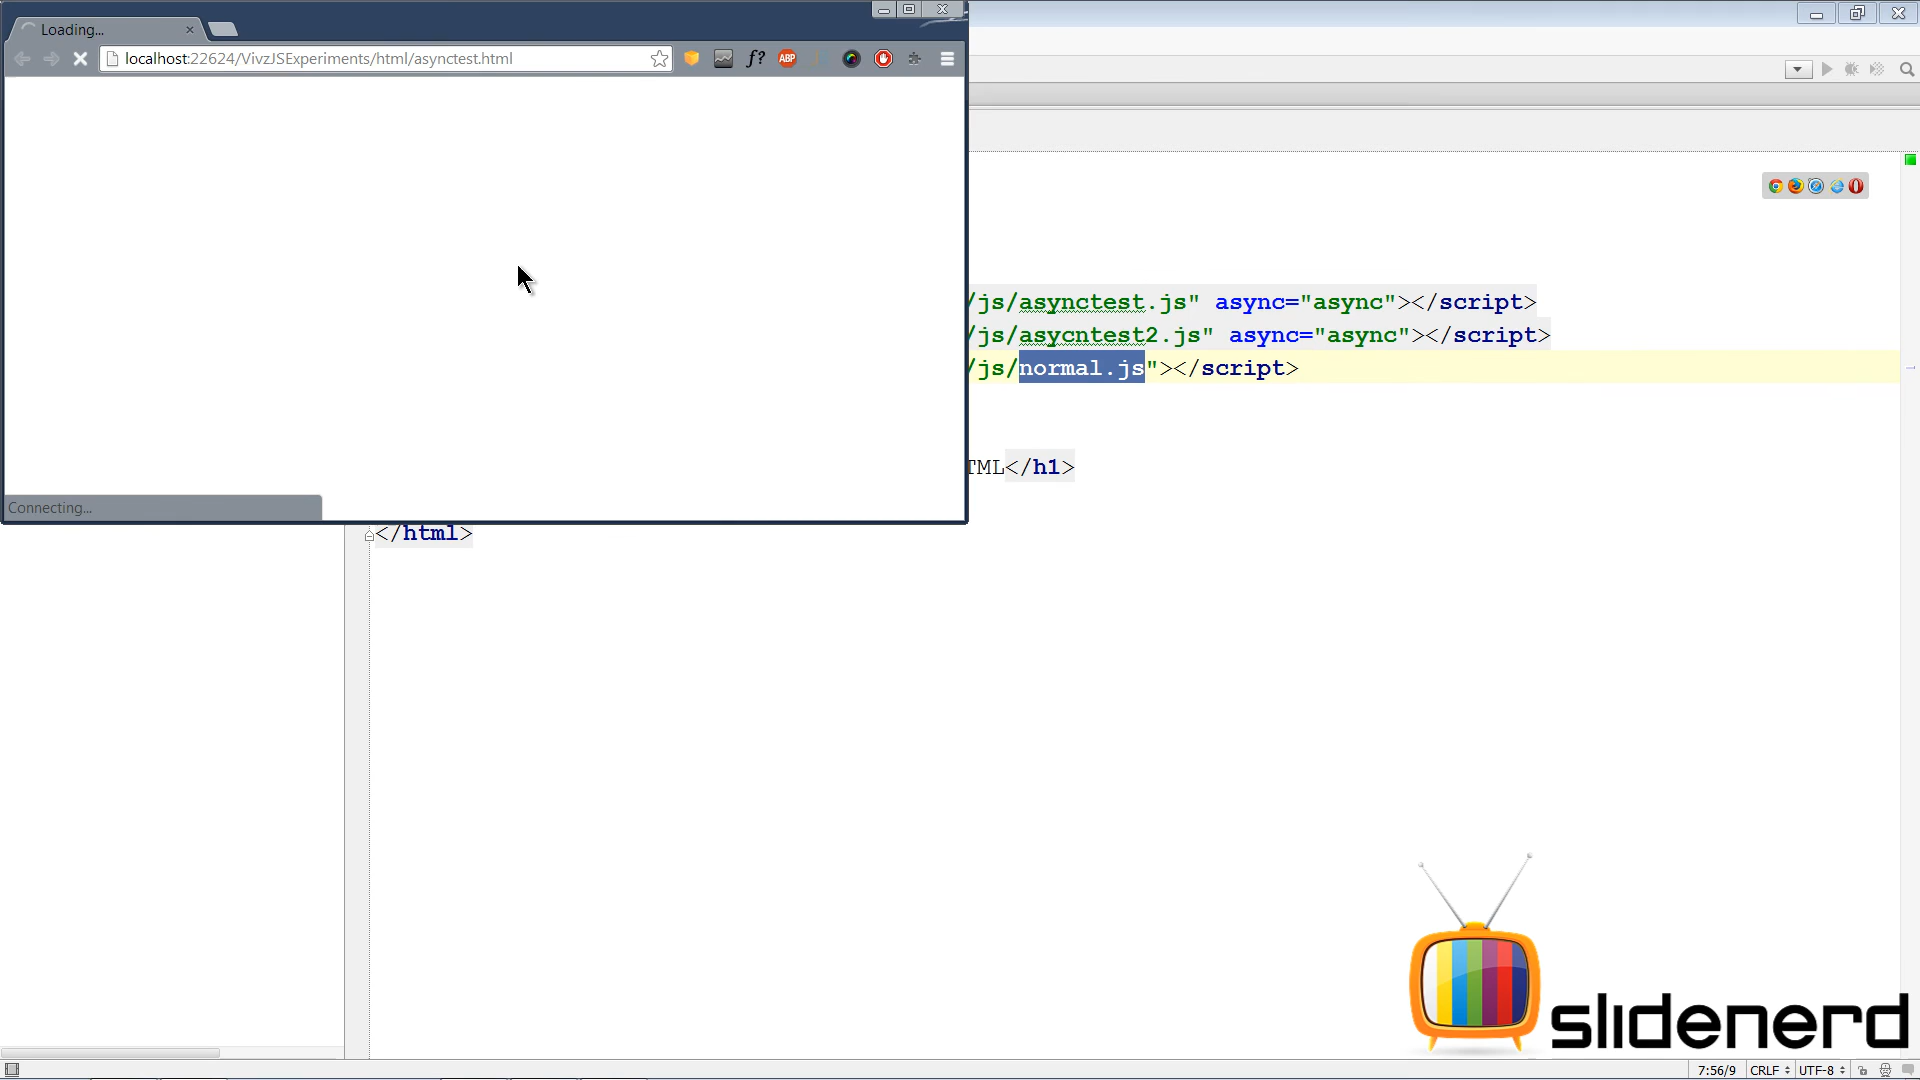 Loading...
localhost:22624/VivzJSExperiments/html/asynctest.html
f?
ABP
/js/asynctest.js" async="async"></script>
/js/asycntest2.js" async="async"></script>
/js/normal.js"></script>
TML</h1>
Connecting...
</html>
slidenerd
7:56/9 CRLF UTF-8